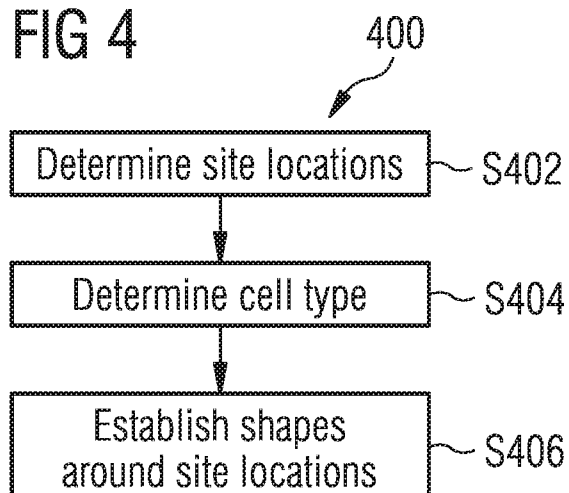 FIG 4
400
Determine site locations
S402
Determine cell type
S404
Establish shapes
around site locations
S406